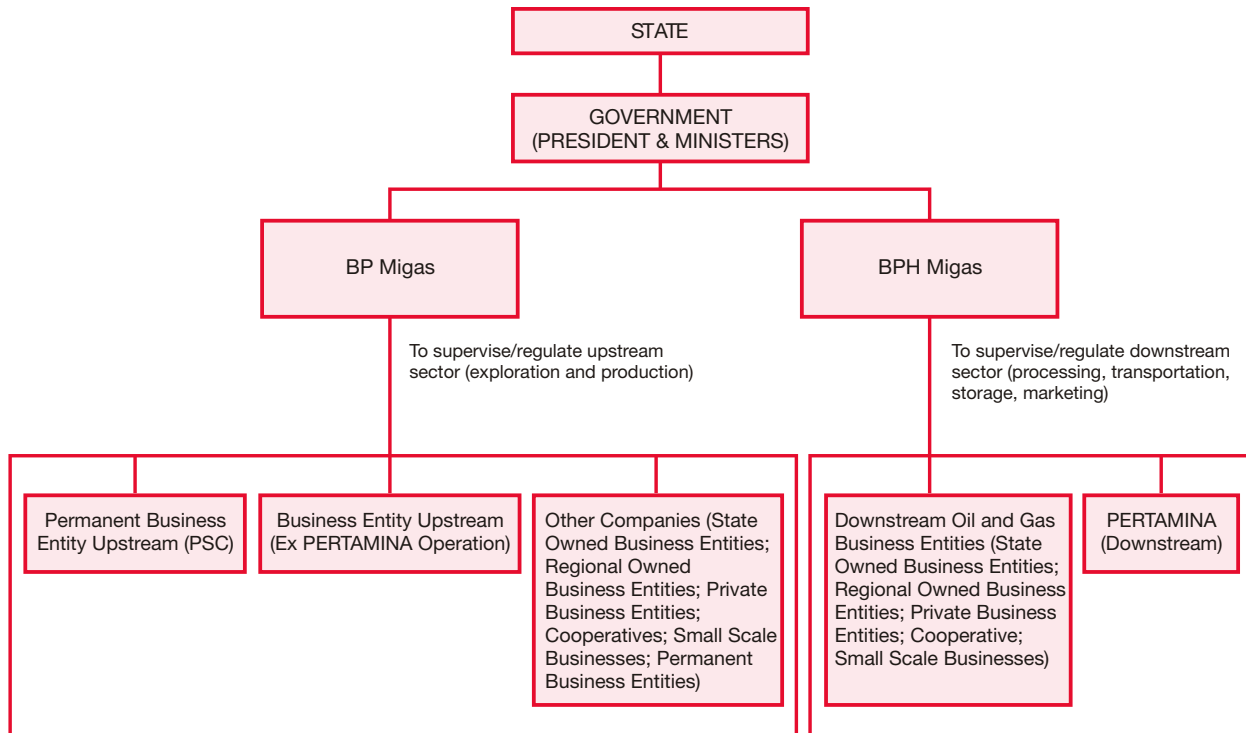 STATE
GOVERNMENT
(PRESIDENT & MINISTERS)
BP Migas
BPH Migas
To supervise/regulate upstream
sector (exploration and production)
To supervise/regulate downstream
sector (processing, transportation,
storage, marketing)
Permanent Business
Entity Upstream (PSC)
Business Entity Upstream
(Ex PERTAMINA Operation)
Other Companies (State
Owned Business Entities;
Regional Owned
Business Entities; Private
Business Entities;
Cooperatives; Small Scale
Businesses; Permanent
Business Entities)
Downstream Oil and Gas
Business Entities (State
Owned Business Entities;
Regional Owned Business
Entities; Private Business
Entities; Cooperative;
Small Scale Businesses)
PERTAMINA
(Downstream)